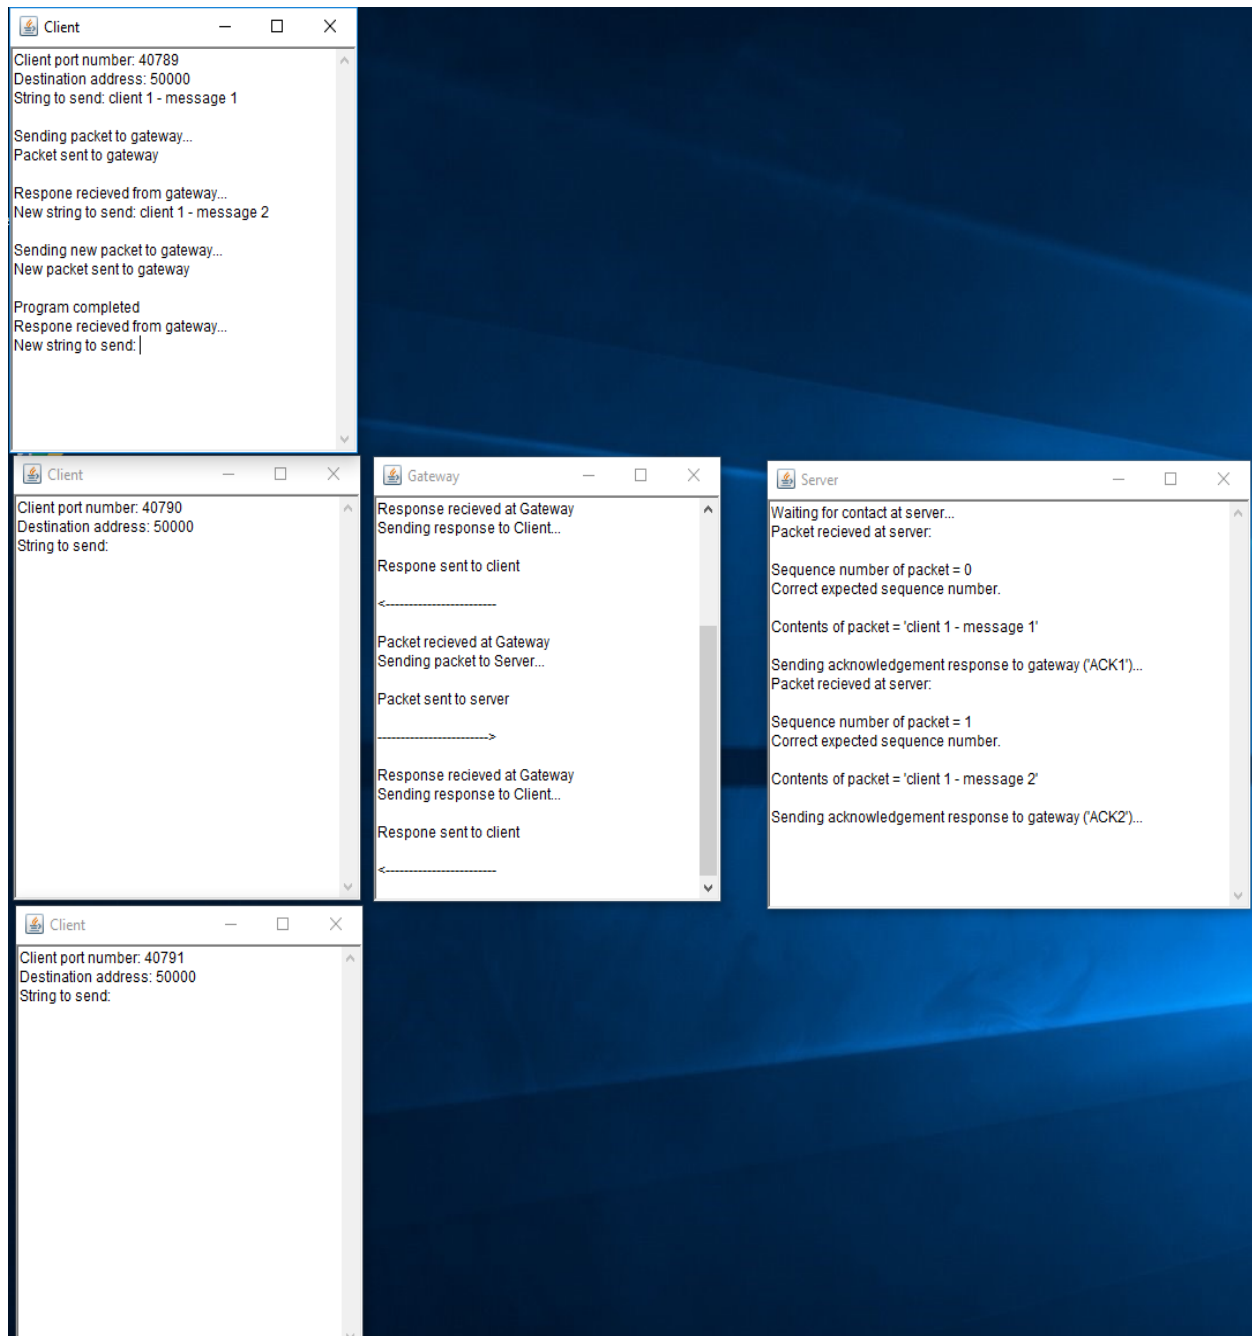 Client
Client port number: 40789
Destination address: 50000
String to send: client 1 - message 1
Sending packet to gateway...
Packet sent to gateway
Respone recieved from gateway...
New string to send: client 1 - message 2
Sending new packet to gateway...
New packet sent to gateway
Program completed
Respone recieved from gateway...
New string to send:
Client
Client port number: 40790
Destination address: 50000
String to send:
Gateway
Response recieved at Gateway
Sending response to Client...
Respone sent to client
<------------------------
Packet recieved at Gateway
Sending packet to Server...
Packet sent to server
------------------------>
Response recieved at Gateway
Sending response to Client...
Respone sent to client
<------------------------
Server
Waiting for contact at server...
Packet recieved at server:
Sequence number of packet = 0
Correct expected sequence number.
Contents of packet = 'client 1 - message 1'
Sending acknowledgement response to gateway ('ACK1')...
Packet recieved at server:
Sequence number of packet = 1
Correct expected sequence number.
Contents of packet = 'client 1 - message 2'
Sending acknowledgement response to gateway ('ACK2')...
Client
Client port number: 40791
Destination address: 50000
String to send: